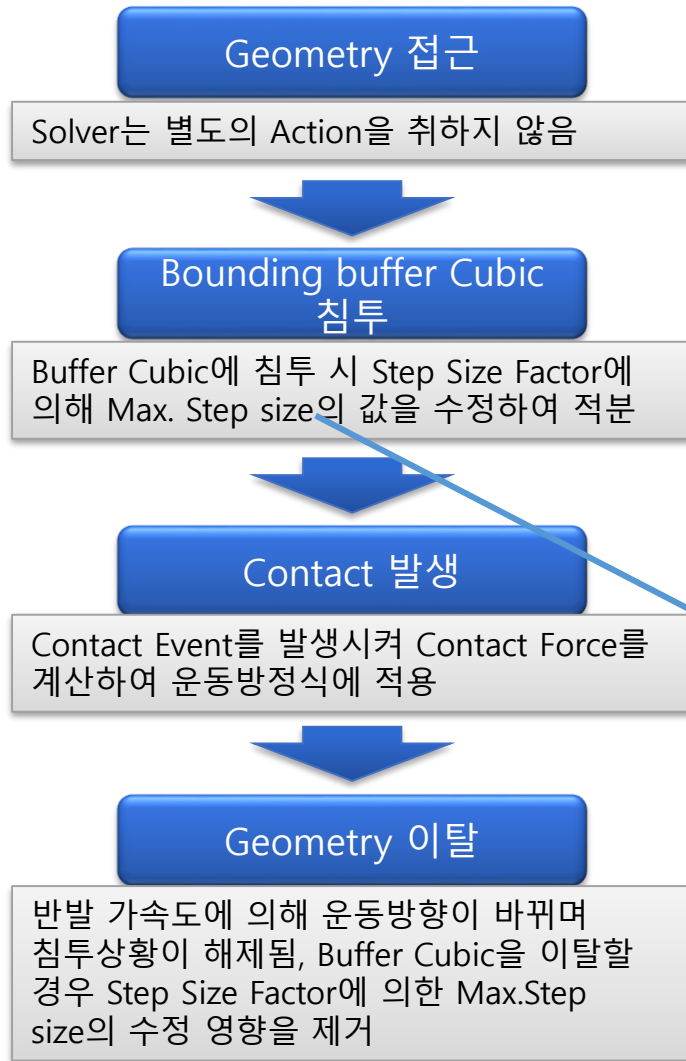 Geometry 접근
Solver는 별도의 Action을 취하지 않음
Bounding buffer Cubic
침투
Buffer Cubic에 침투 시 Step Size Factor에
의해 Max. Step size의 값을 수정하여 적분
Contact 발생
Contact Event를 발생시켜 Contact Force를
계산하여 운동방정식에 적용
Geometry 이탈
반발 가속도에 의해 운동방향이 바뀌며
침투상황이 해제됨, Buffer Cubic을 이탈할
경우 Step Size Factor에 의한 Max.Step
size의 수정 영향을 제거